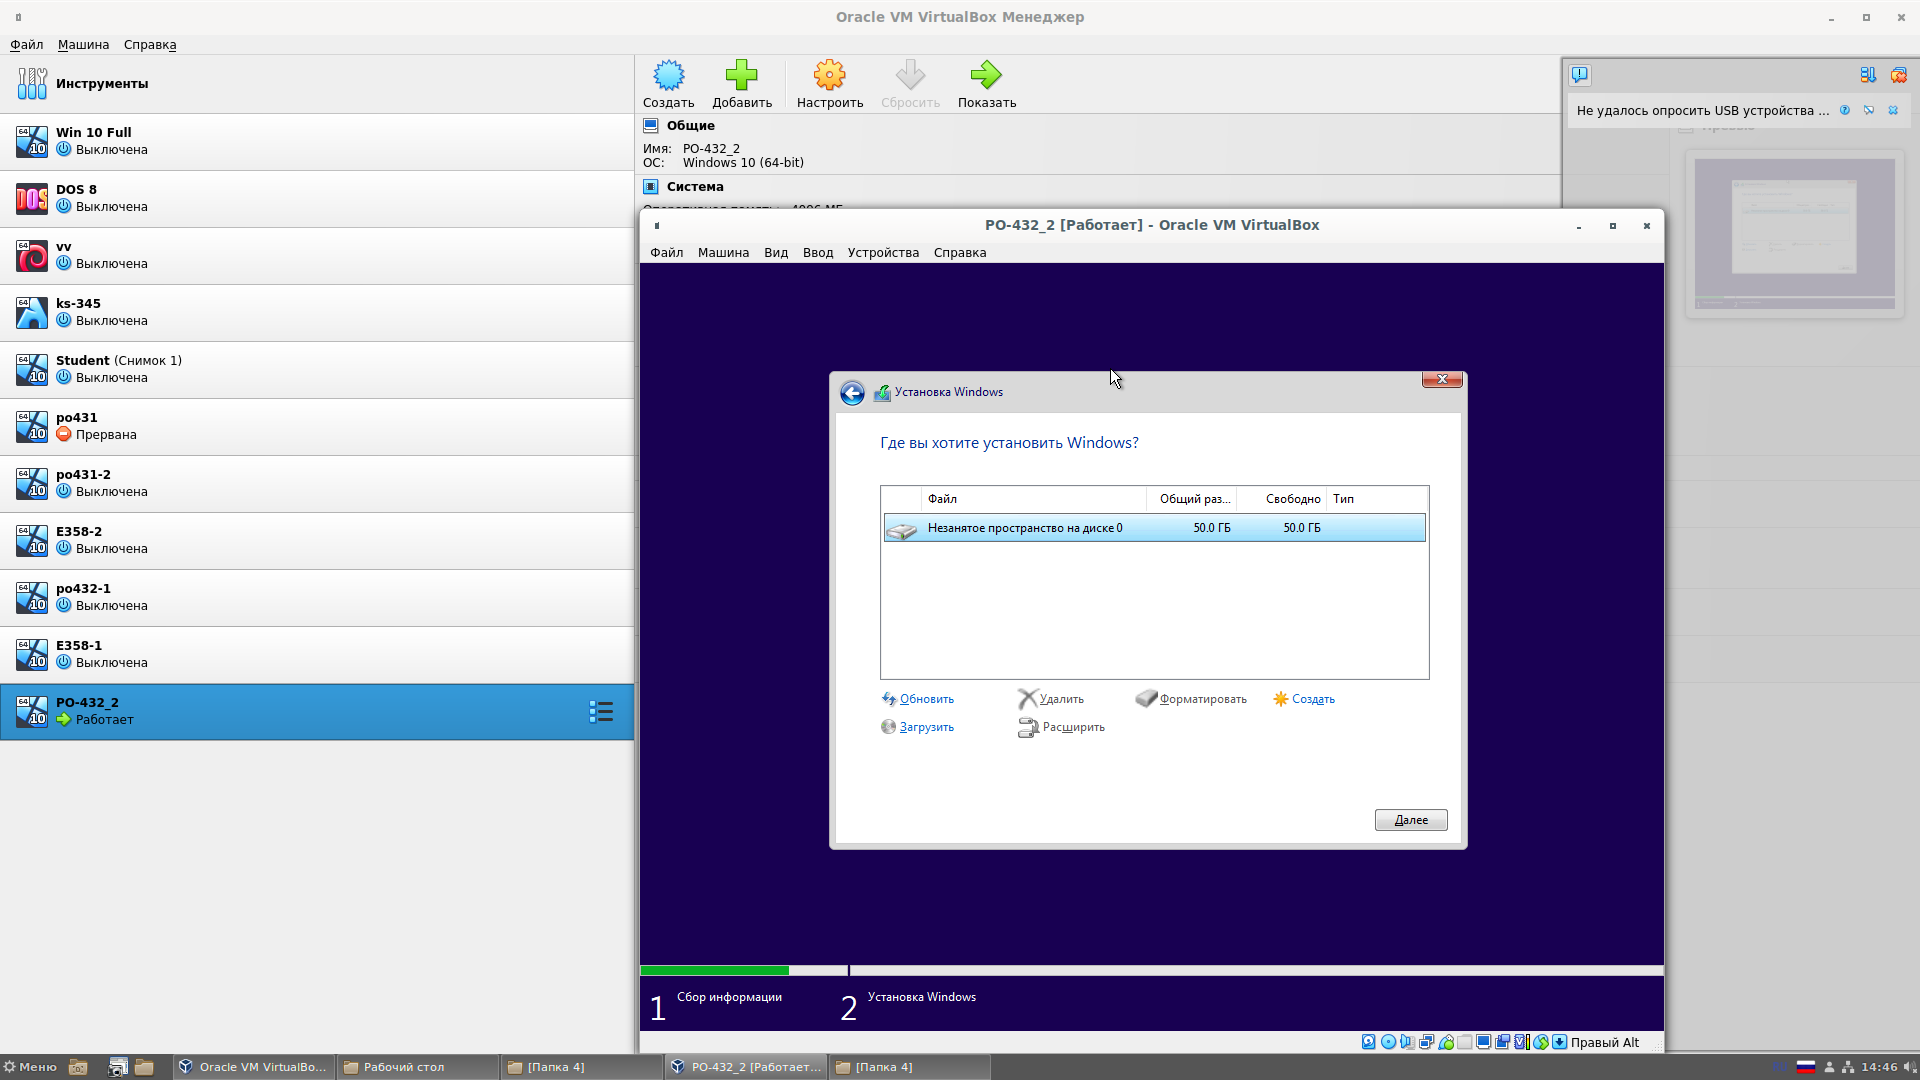 Oracle VM VirtualBox Менеджер
Файл Машина Справка
Инструменты
Win 10 Full
Выключена
DOS 8
Выключена
vv
Выключена
ks-345
Выключена
Student (Снимок 1)
Выключена
po431
Прервана
po431-2
Выключена
E358-2
Выключена
po432-1
Выключена
E358-1
Выключена
PO-432_2
Работает
Создать Добавить Настроить Сбросить Показать
Общие
Имя: PO-432_2
ОС: Windows 10 (64-bit)
Система
Не удалось опросить USB устройства ...
PO-432_2 [Работает] - Oracle VM VirtualBox
Файл Машина Вид Ввод Устройства Справка
Установка Windows
Где вы хотите установить Windows?
Файл Общий раз... Свободно Тип
Незанятое пространство на диске 0 50.0 ГБ 50.0 ГБ
Обновить Удалить Форматировать Создать
Загрузить Расширить
Далее
1 Сбор информации 2 Установка Windows
Правый Alt
Меню Oracle VM VirtualBo... Рабочий стол [Папка 4] PO-432_2 [Работает... [Папка 4] 14:46